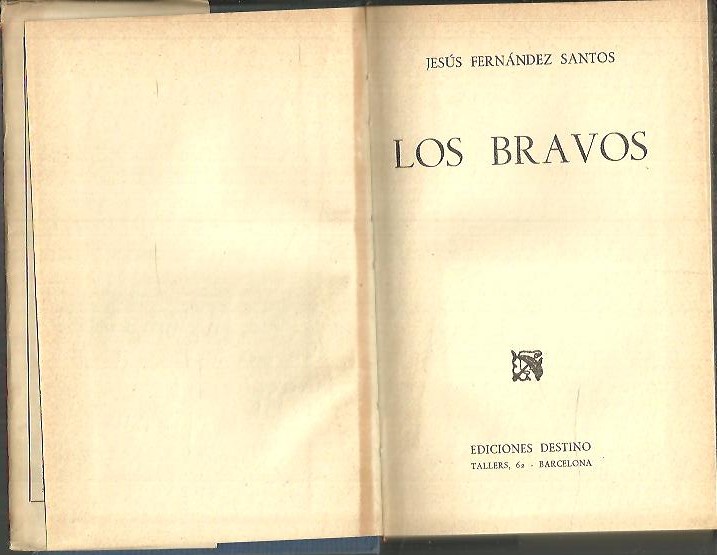 JESÚS FERNÁNDEZ SANTOS
LOS BRAVOS
EDICIONES DESTINO
TALLERS, 62 - BARCELONA